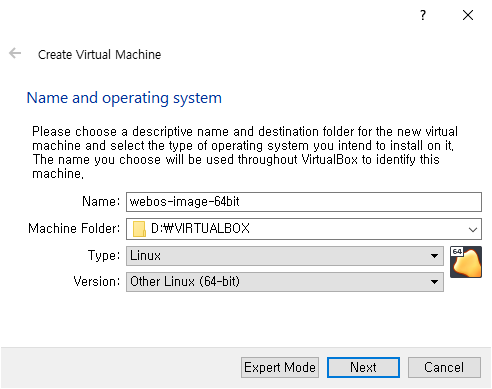 ?
Create Virtual Machine
Name and operating system
Please choose a descriptive name and destination folder for the new virtual
machine and select the type of operating system you intend to install on it.
The name you choose will be used throughout VirtualBox to identify this
machine.
Name: webos-image-64bit
Machine Folder: D:₩VIRTUALBOX
Type: Linux
64
Version: Other Linux (64-bit)
Expert Mode Next Cancel